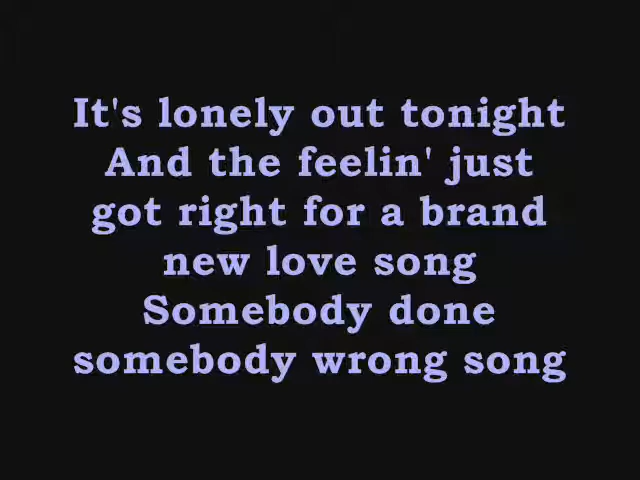 It's lonely out tonight
And the feelin' just
got right for a brand
new love song
Somebody done
somebody wrong song